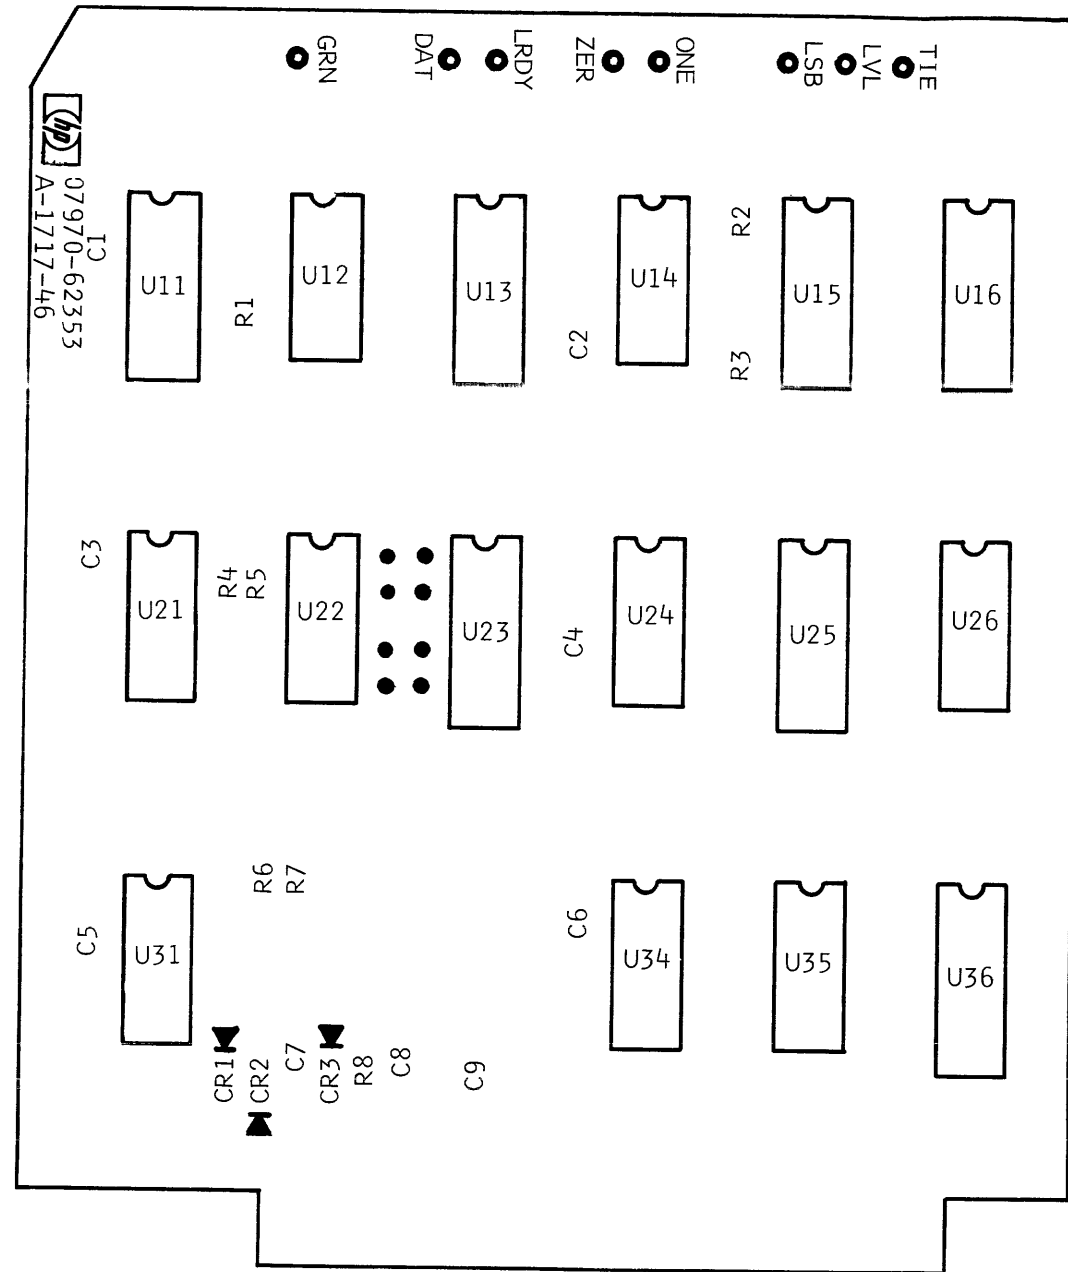 GRN
DAT
LRDY
ZER
ONE
LSB
LVL
TIE
hp
07970-62353
A-1717-46
C1
U11
R1
U12
U13
C2
U14
R2
R3
U15
U16
C3
U21
R4
R5
U22
U23
C4
U24
U25
U26
C5
U31
R6
R7
C6
U34
U35
U36
CR1
CR2
C7
CR3
R8
C8
C9